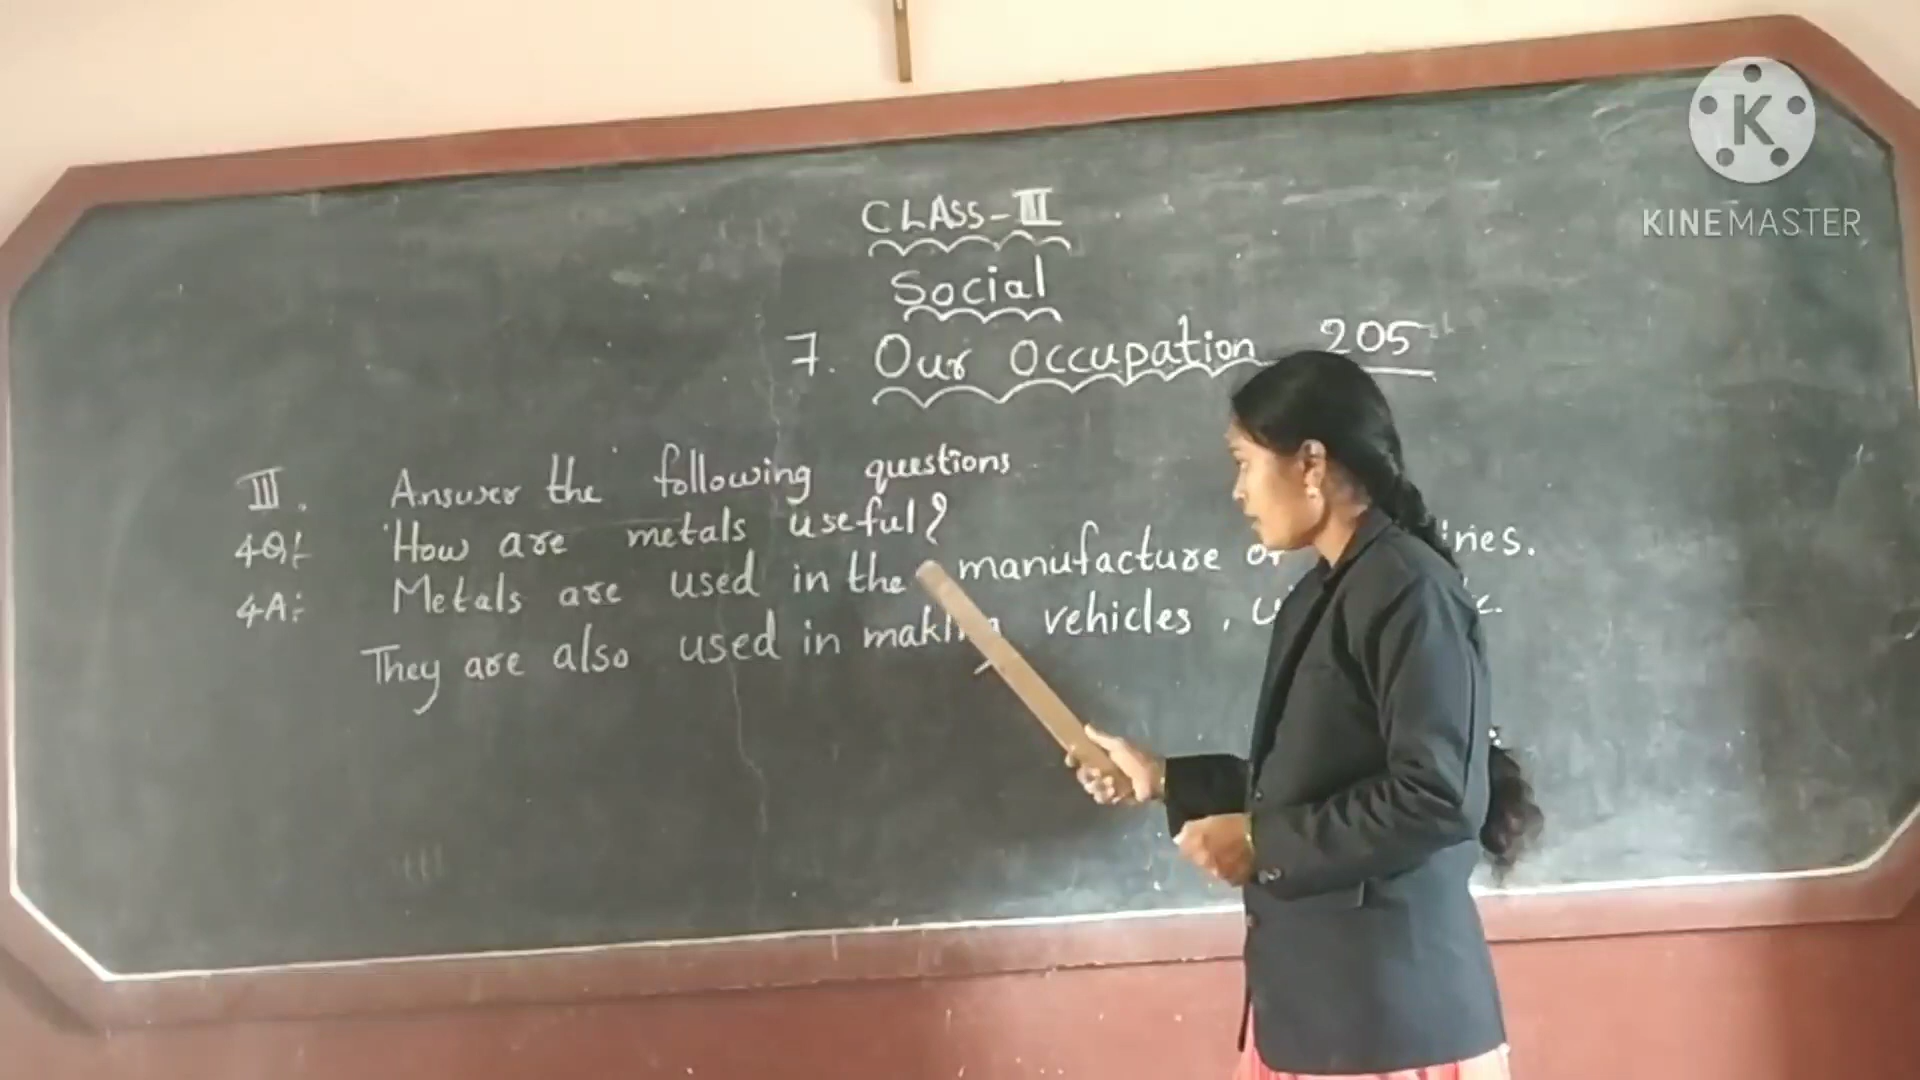 CLASS-III
Social
7. Our Occupation 205
III. Answer the following questions
4Q:- How are metals useful?
4A:- Metals are used in the manufacture of
They are also used in making vehicles,
K
KINEMASTER